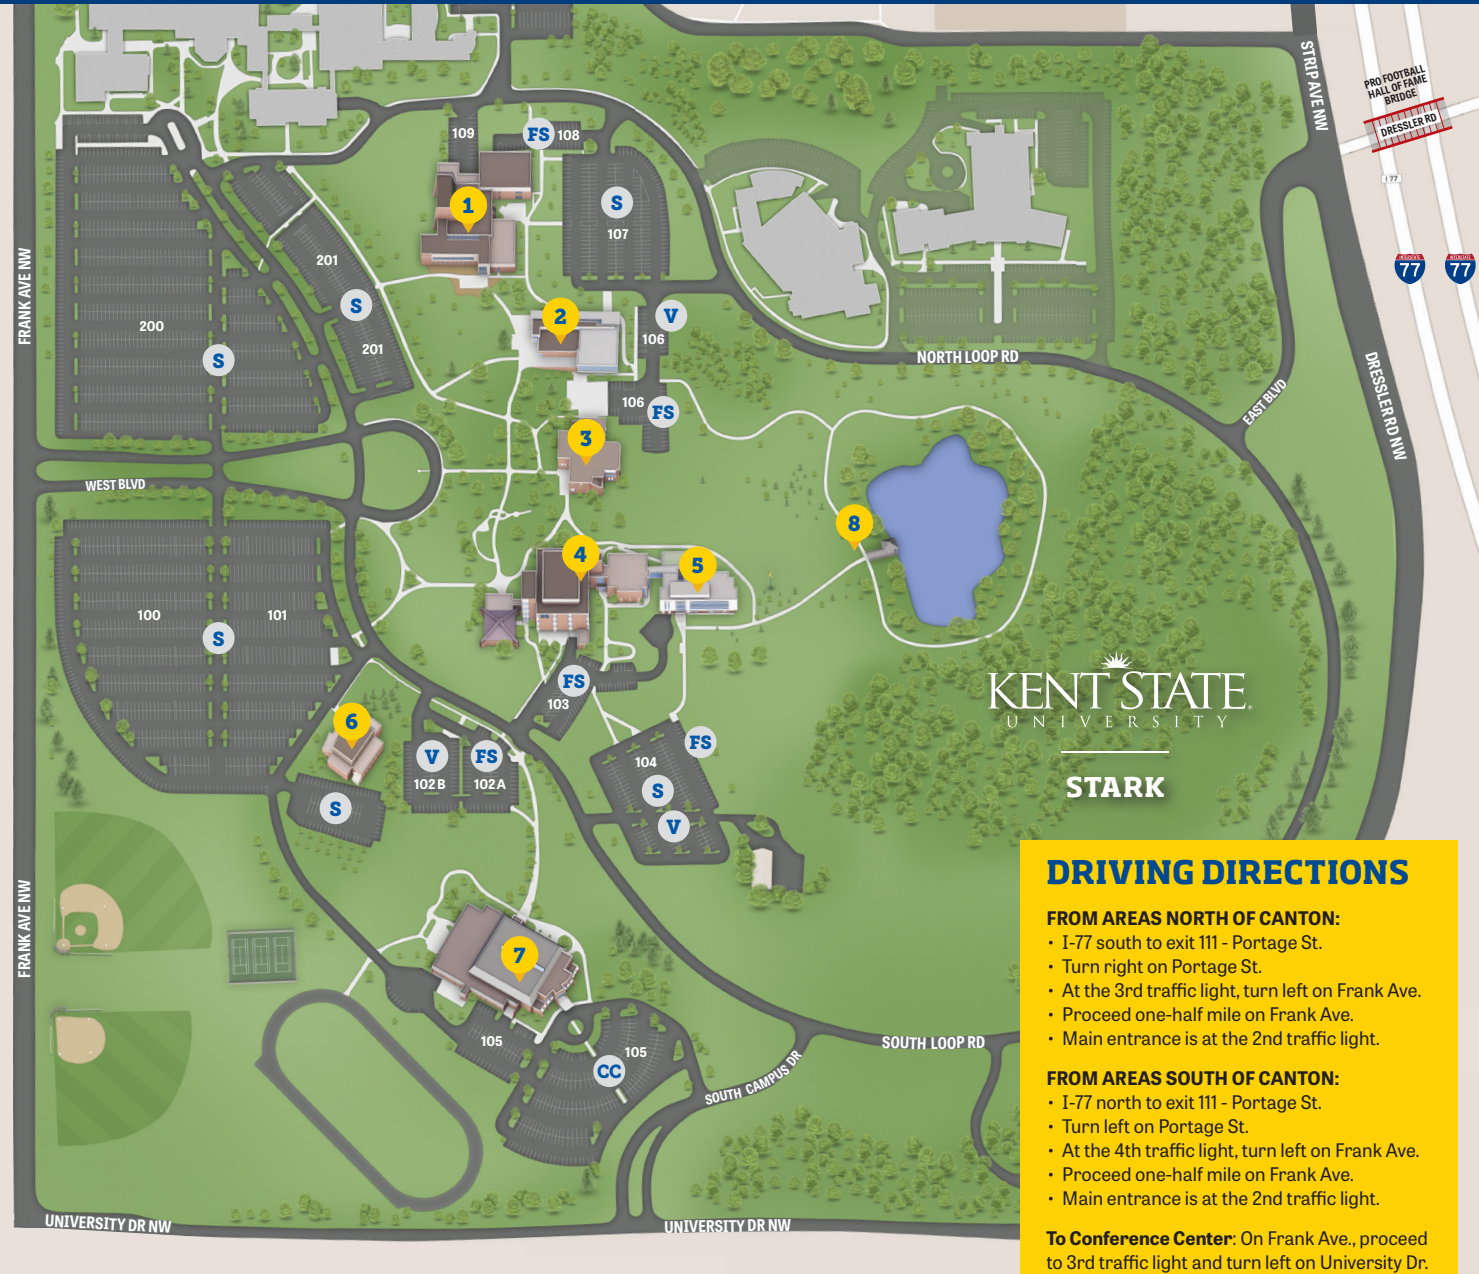 STRIP AVE NW
PRO FOOTBALL
HALL OF FAME
BRIDGE
DRESSLER RD
I 77
INTERSTATE
77
INTERSTATE
77
109
FS
108
1
S
107
FRANK AVE NW
201
S
201
200
S
2
V
106
NORTH LOOP RD
DRESSLER RD NW
EAST BLVD
106
FS
3
WEST BLVD
8
4
5
100
101
S
FS
103
6
V
102B
FS
102A
S
FS
104
S
V
KENT STATE
UNIVERSITY
STARK
FRANK AVE NW
7
105
105
CC
SOUTH CAMPUS DR
SOUTH LOOP RD
UNIVERSITY DR NW
UNIVERSITY DR NW
DRIVING DIRECTIONS
FROM AREAS NORTH OF CANTON:
• I-77 south to exit 111 - Portage St.
• Turn right on Portage St.
• At the 3rd traffic light, turn left on Frank Ave.
• Proceed one-half mile on Frank Ave.
• Main entrance is at the 2nd traffic light.
FROM AREAS SOUTH OF CANTON:
• I-77 north to exit 111 - Portage St.
• Turn left on Portage St.
• At the 4th traffic light, turn left on Frank Ave.
• Proceed one-half mile on Frank Ave.
• Main entrance is at the 2nd traffic light.
To Conference Center: On Frank Ave., proceed
to 3rd traffic light and turn left on University Dr.